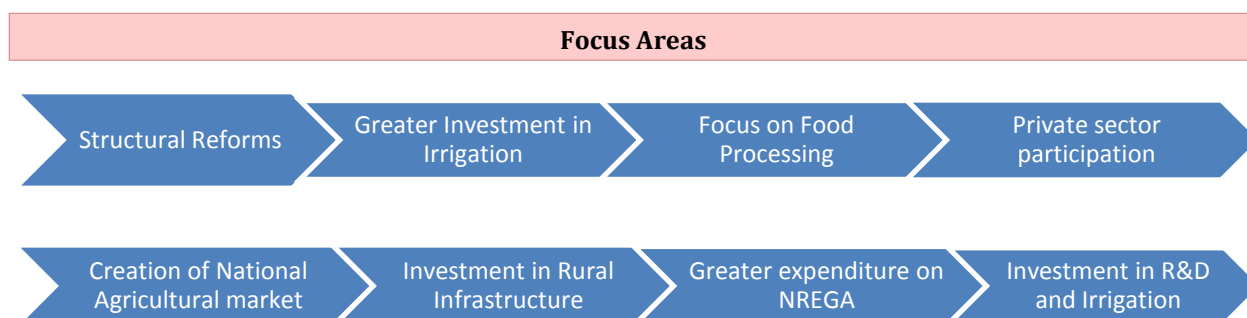 Focus Areas
Structural Reforms
Greater Investment in
Irrigation
Focus on Food
Processing
Private sector
participation
Creation of National
Agricultural market
Investment in Rural
Infrastructure
Greater expenditure on
NREGA
Investment in R&D
and Irrigation